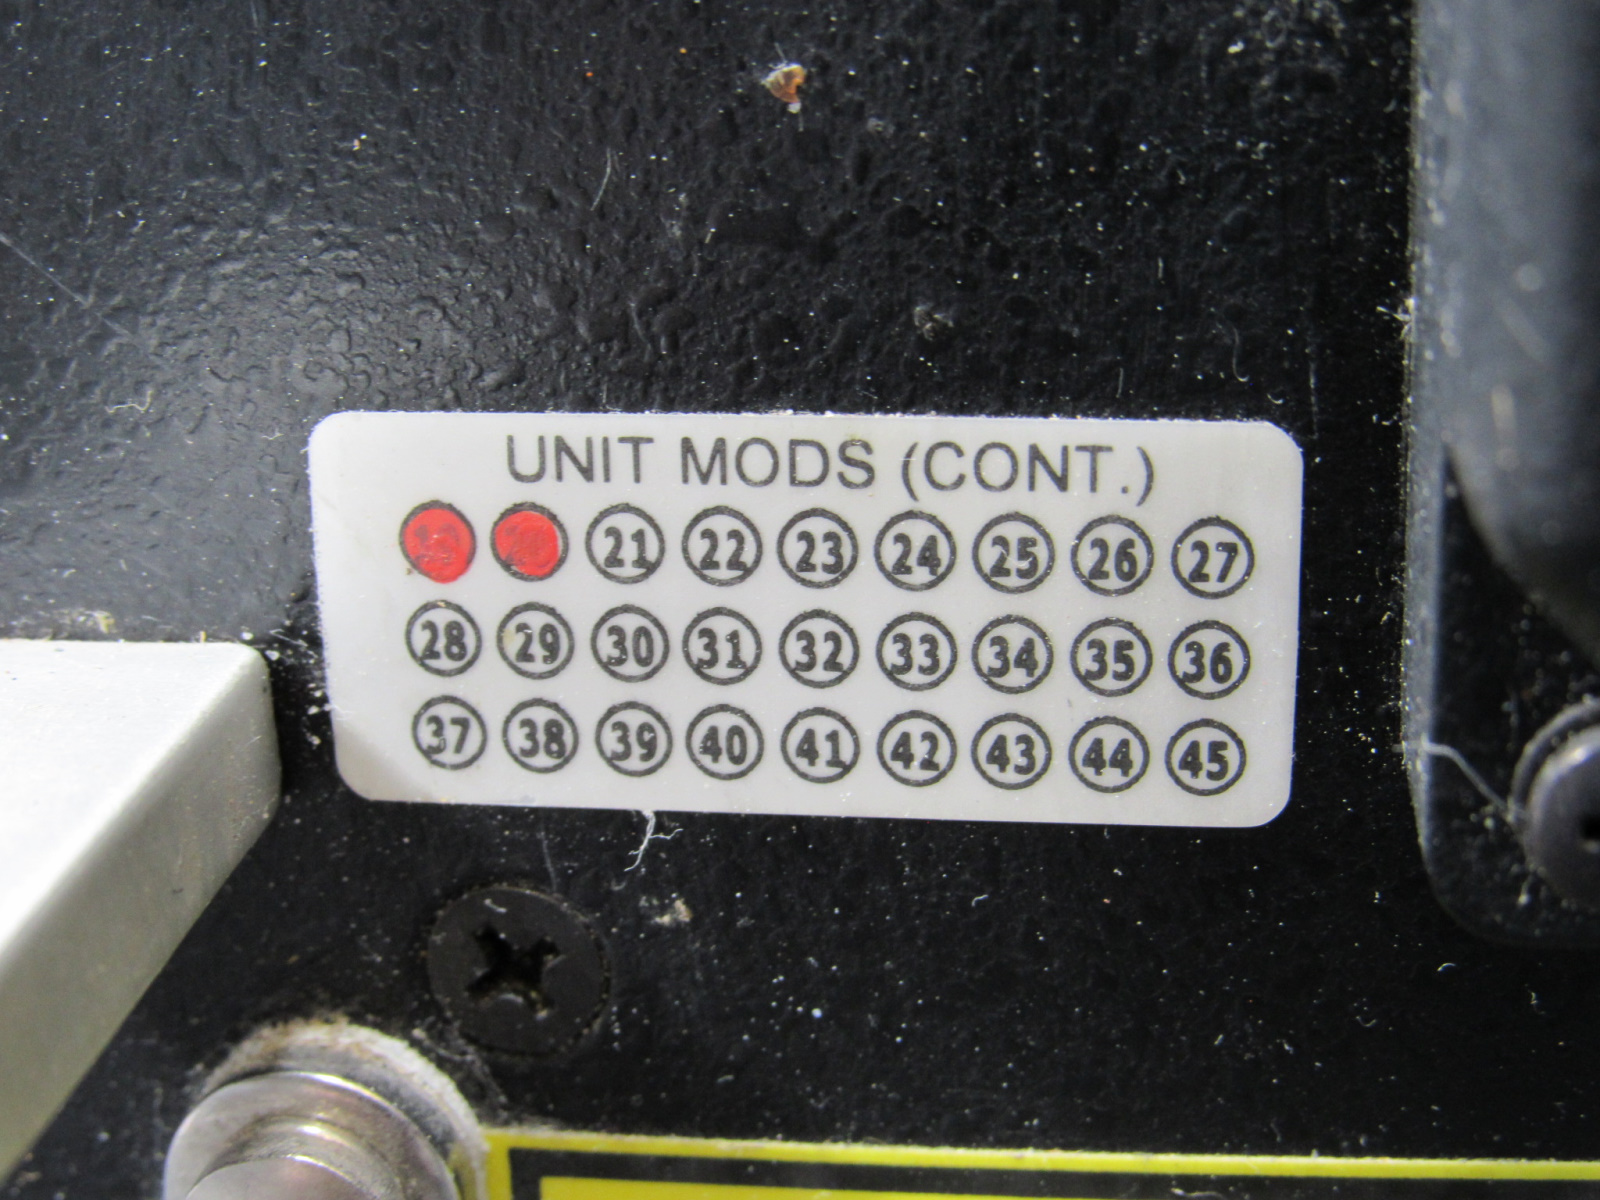 UNIT MODS (CONT.)
21 22 23 24 25 26 27
28 29 30 31 32 33 34 35 36
37 38 39 40 41 42 43 44 45